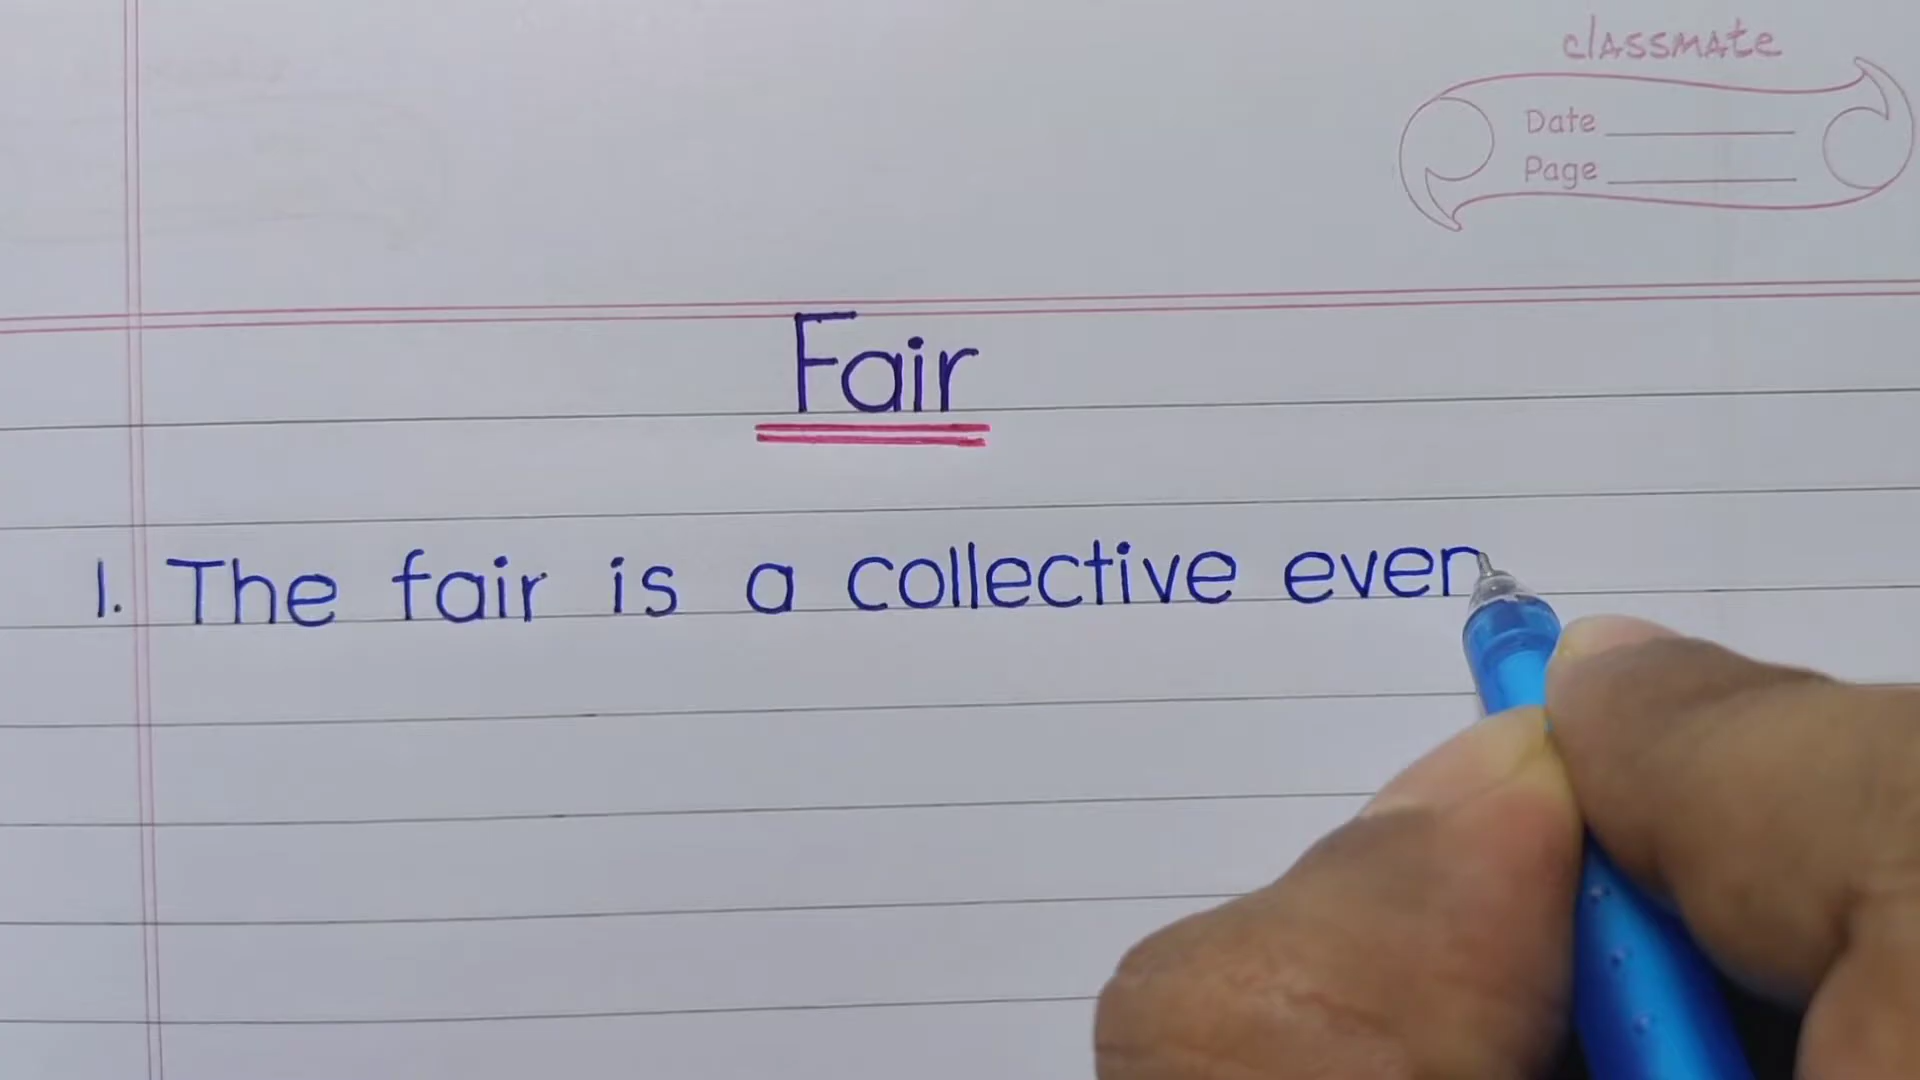 classmate
Date
Page
Fair
1. The fair is a collective even